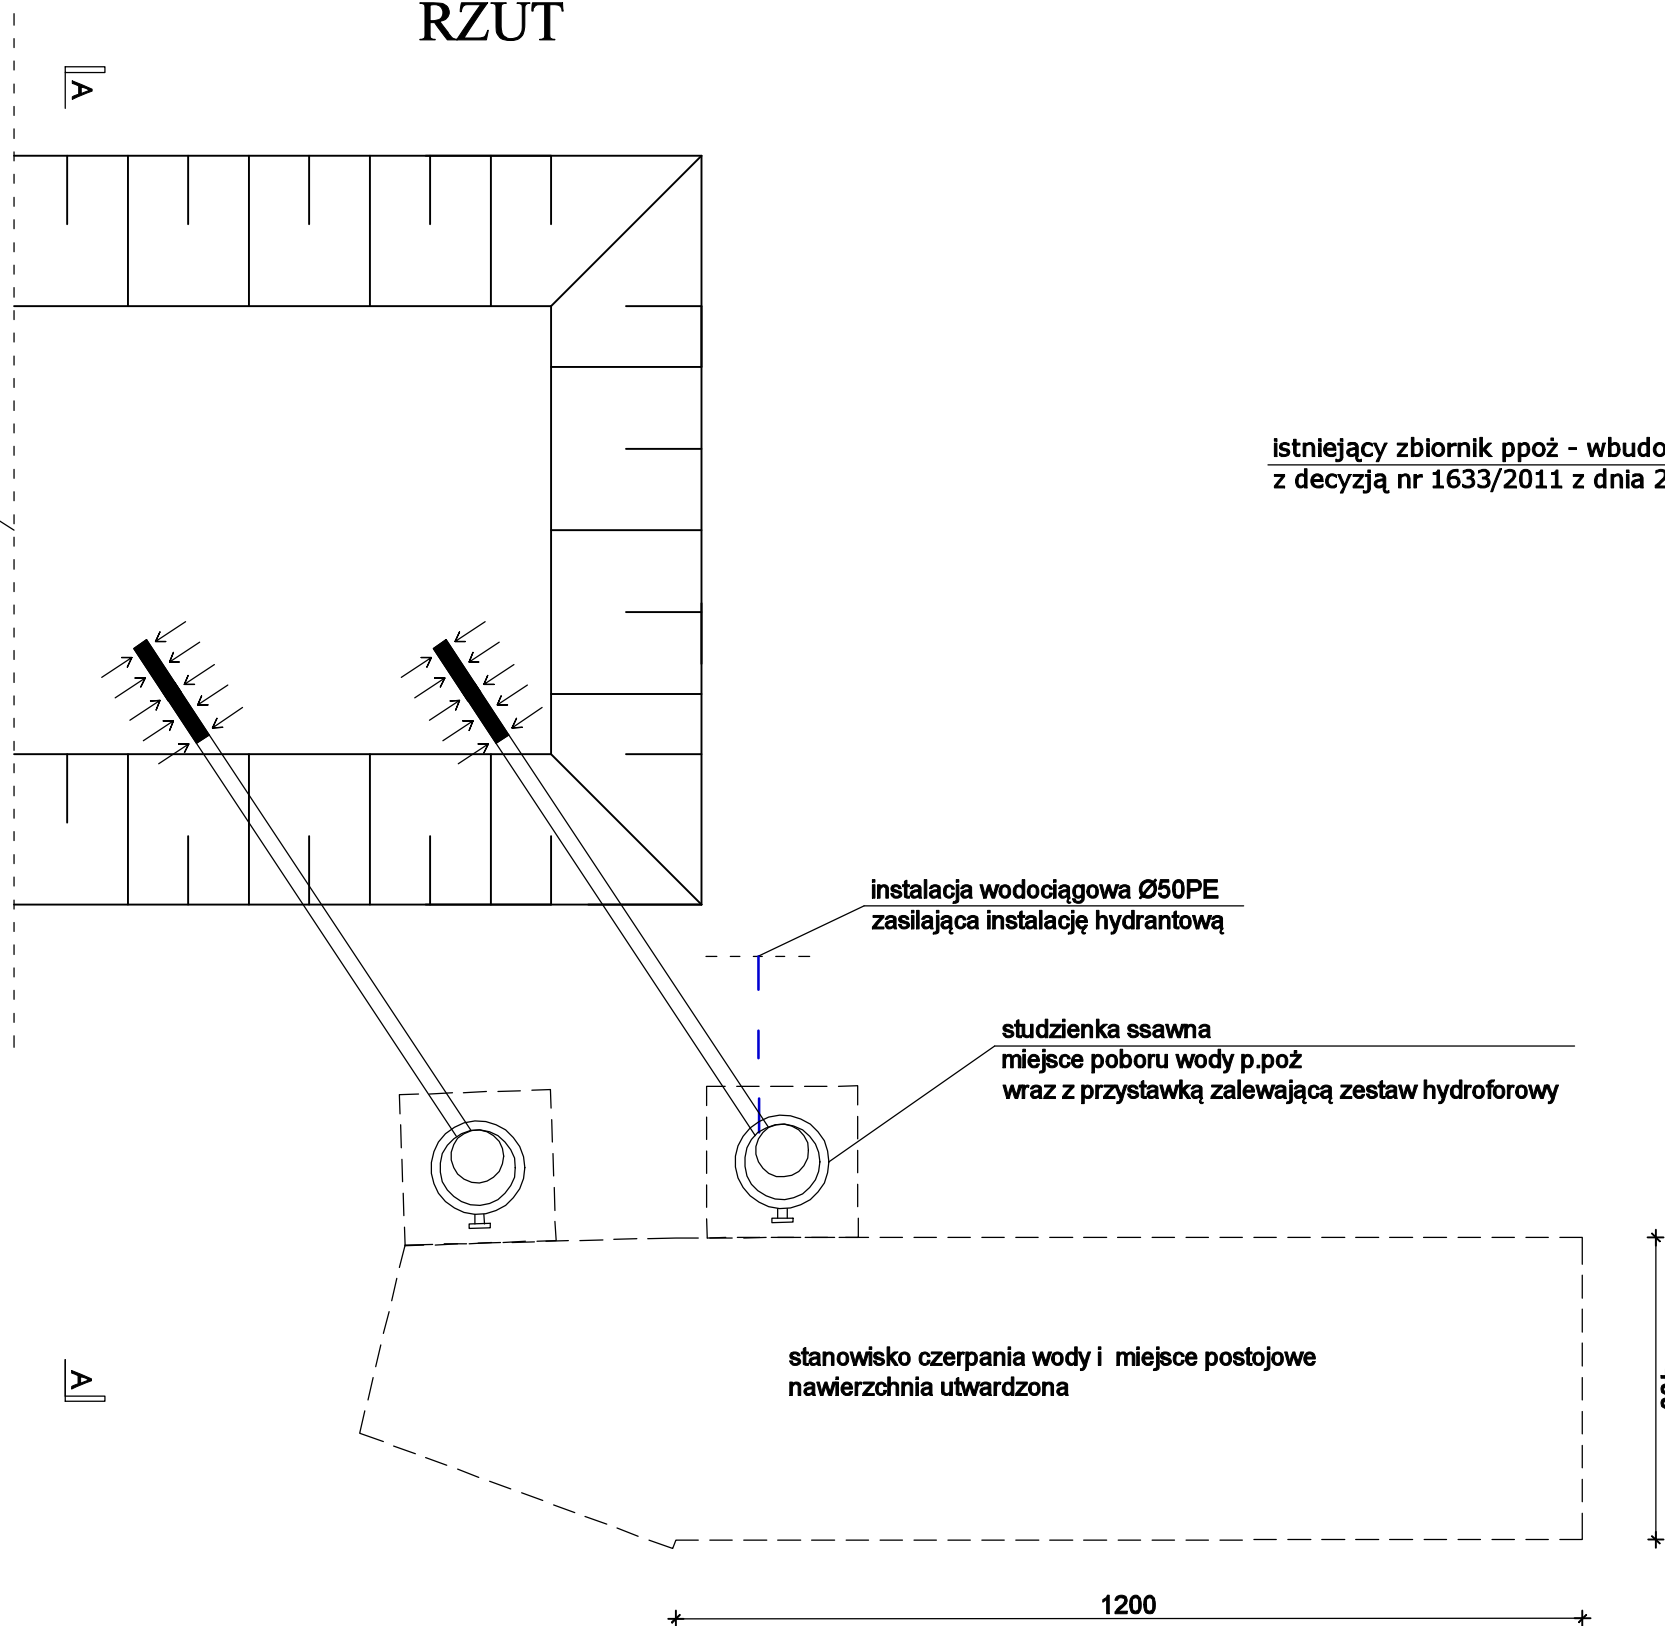 RZUT
A
istniejący zbiornik ppoż - wbudo
z decyzją nr 1633/2011 z dnia 2
instalacja wodociągowa Ø50PE
zasilająca instalację hydrantową
studzienka ssawna
miejsce poboru wody p.poż
wraz z przystawką zalewającą zestaw hydroforowy
stanowisko czerpania wody i miejsce postojowe
nawierzchnia utwardzona
A
1200